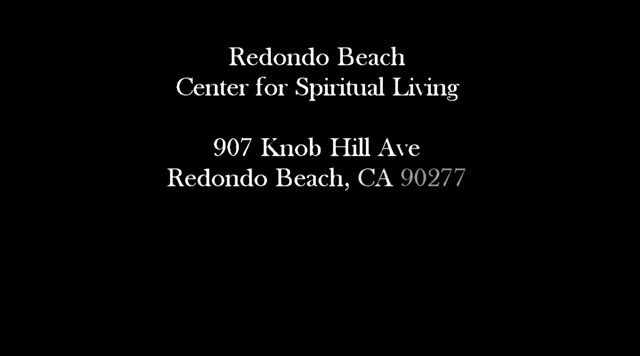 Redondo Beach
Center for Spiritual Living
907 Knob Hill Ave
Redondo Beach, CA 90277